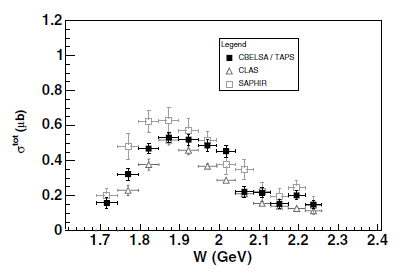 1.2
1
0.8
0.6
0.4
0.2
0
σtot(μb)
Legend
CBELSA / TAPS
CLAS
SAPHIR
1.7 1.8 1.9 2 2.1 2.2 2.3 2.4
W (GeV)